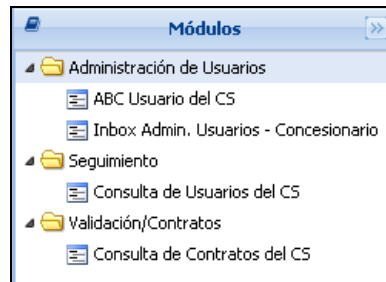 Módulos
Administración de Usuarios
ABC Usuario del CS
Inbox Admin. Usuarios - Concesionario
Seguimiento
Consulta de Usuarios del CS
Validación/Contratos
Consulta de Contratos del CS